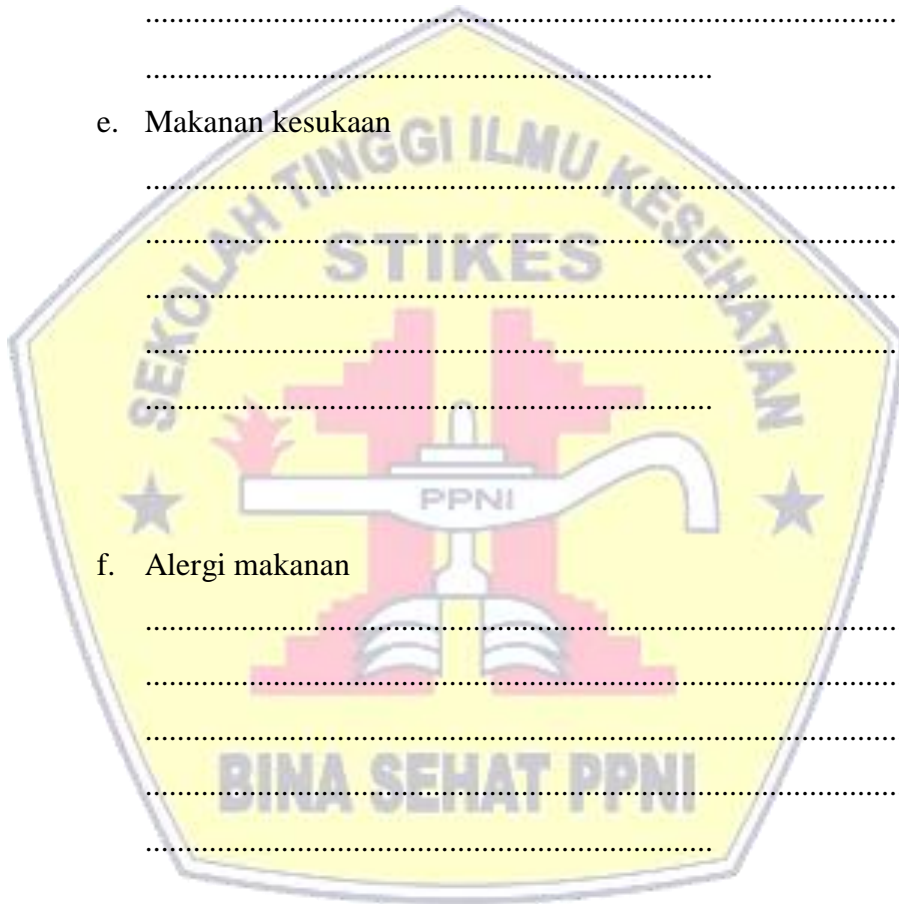 ................................................................................................
........................................................................
e. Makanan kesukaan
................................................................................................
................................................................................................
................................................................................................
................................................................................................
........................................................................
f. Alergi makanan
................................................................................................
................................................................................................
................................................................................................
................................................................................................
........................................................................
SEKOLAH TINGGI ILMU KESEHATAN
STIKES
PPNI
BINA SEHAT PPNI